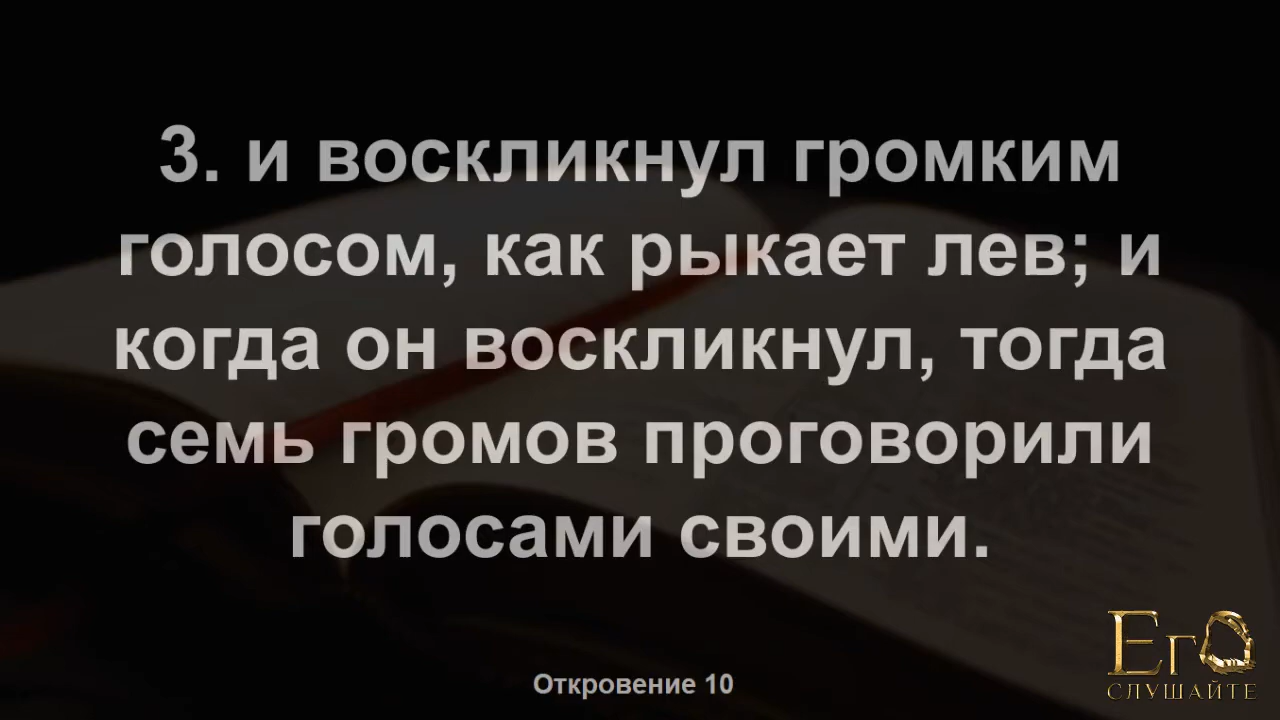 3. и воскликнул громким
голосом, как рыкает лев; и
когда он воскликнул, тогда
семь громов проговорили
голосами своими.
Откровение 10
ЕгО
СЛУШАЙТЕ